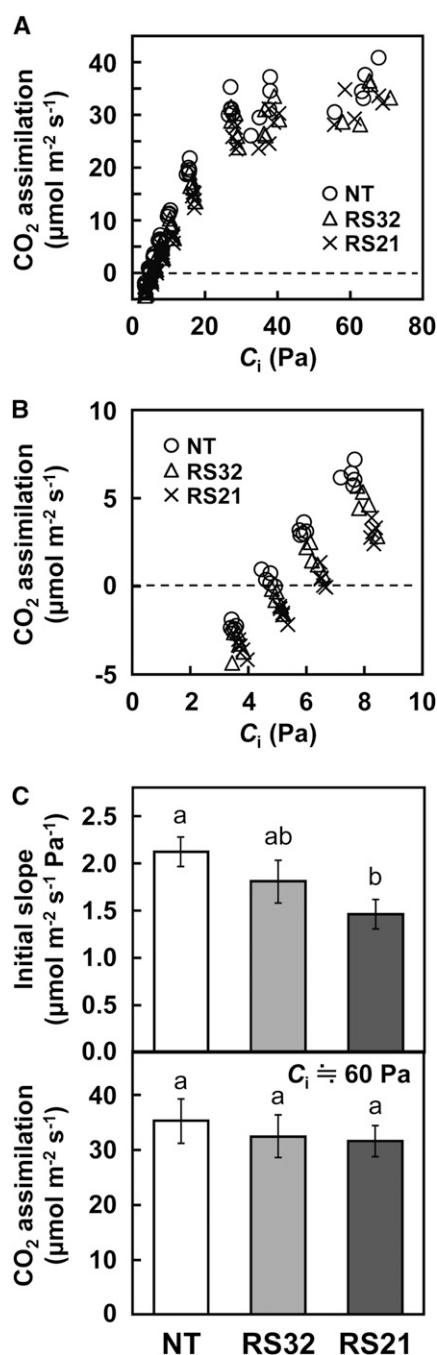 A
CO2 assimilation
(μmol m-2 s-1)
40
30
20
10
0
NT
RS32
RS21
0 20 40 60 80
Ci (Pa)
B
CO2 assimilation
(μmol m-2 s-1)
10
5
0
-5
NT
RS32
RS21
0 2 4 6 8 10
Ci (Pa)
C
Initial slope
(μmol m-2 s-1 Pa-1)
2.5
2.0
1.5
1.0
0.5
0.0
a ab b
CO2 assimilation
(μmol m-2 s-1)
Ci ≒ 60 Pa
40
30
20
10
0
a a a
NT RS32 RS21